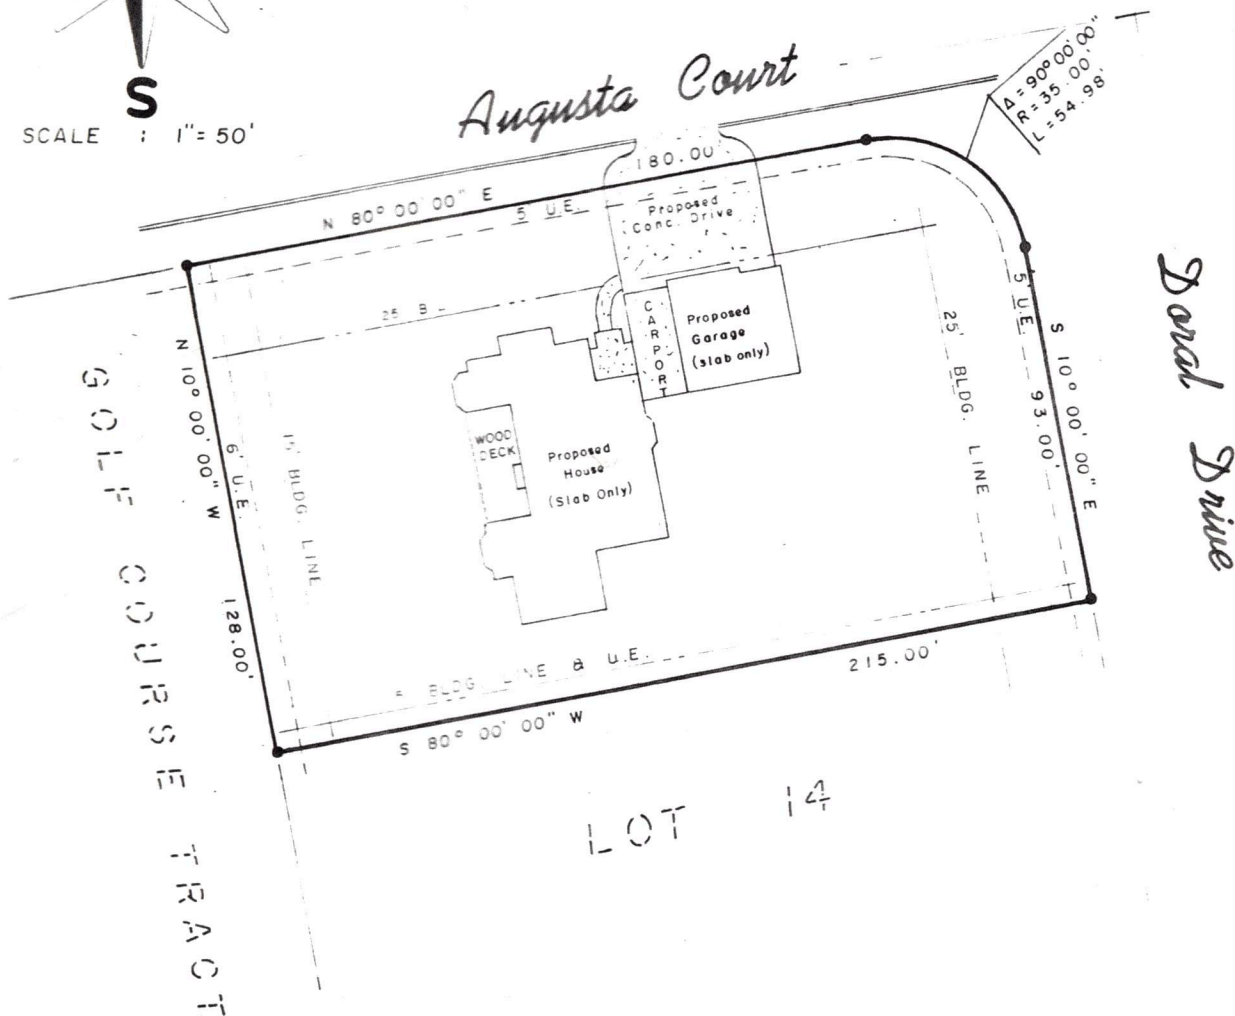 S
SCALE : 1"= 50'
Augusta Court
Δ = 90° 00' 00"
R = 35.00'
L = 54.98'
180.00'
N 80° 00' 00" E
5' U.E.
Proposed
Conc. Drive
25 B
CARPORT
Proposed
Garage
(slab only)
5' U.E.
S 10° 00' 00" E
93.00'
25' BLDG. LINE
Doral Drive
N 10° 00' 00" W
128.00'
6' U.E.
BLDG. LINE
WOOD
DECK
Proposed
House
(Slab Only)
GOLF COURSE TRACT
BLDG LINE & U.E.
S 80° 00' 00" W
215.00'
LOT 14